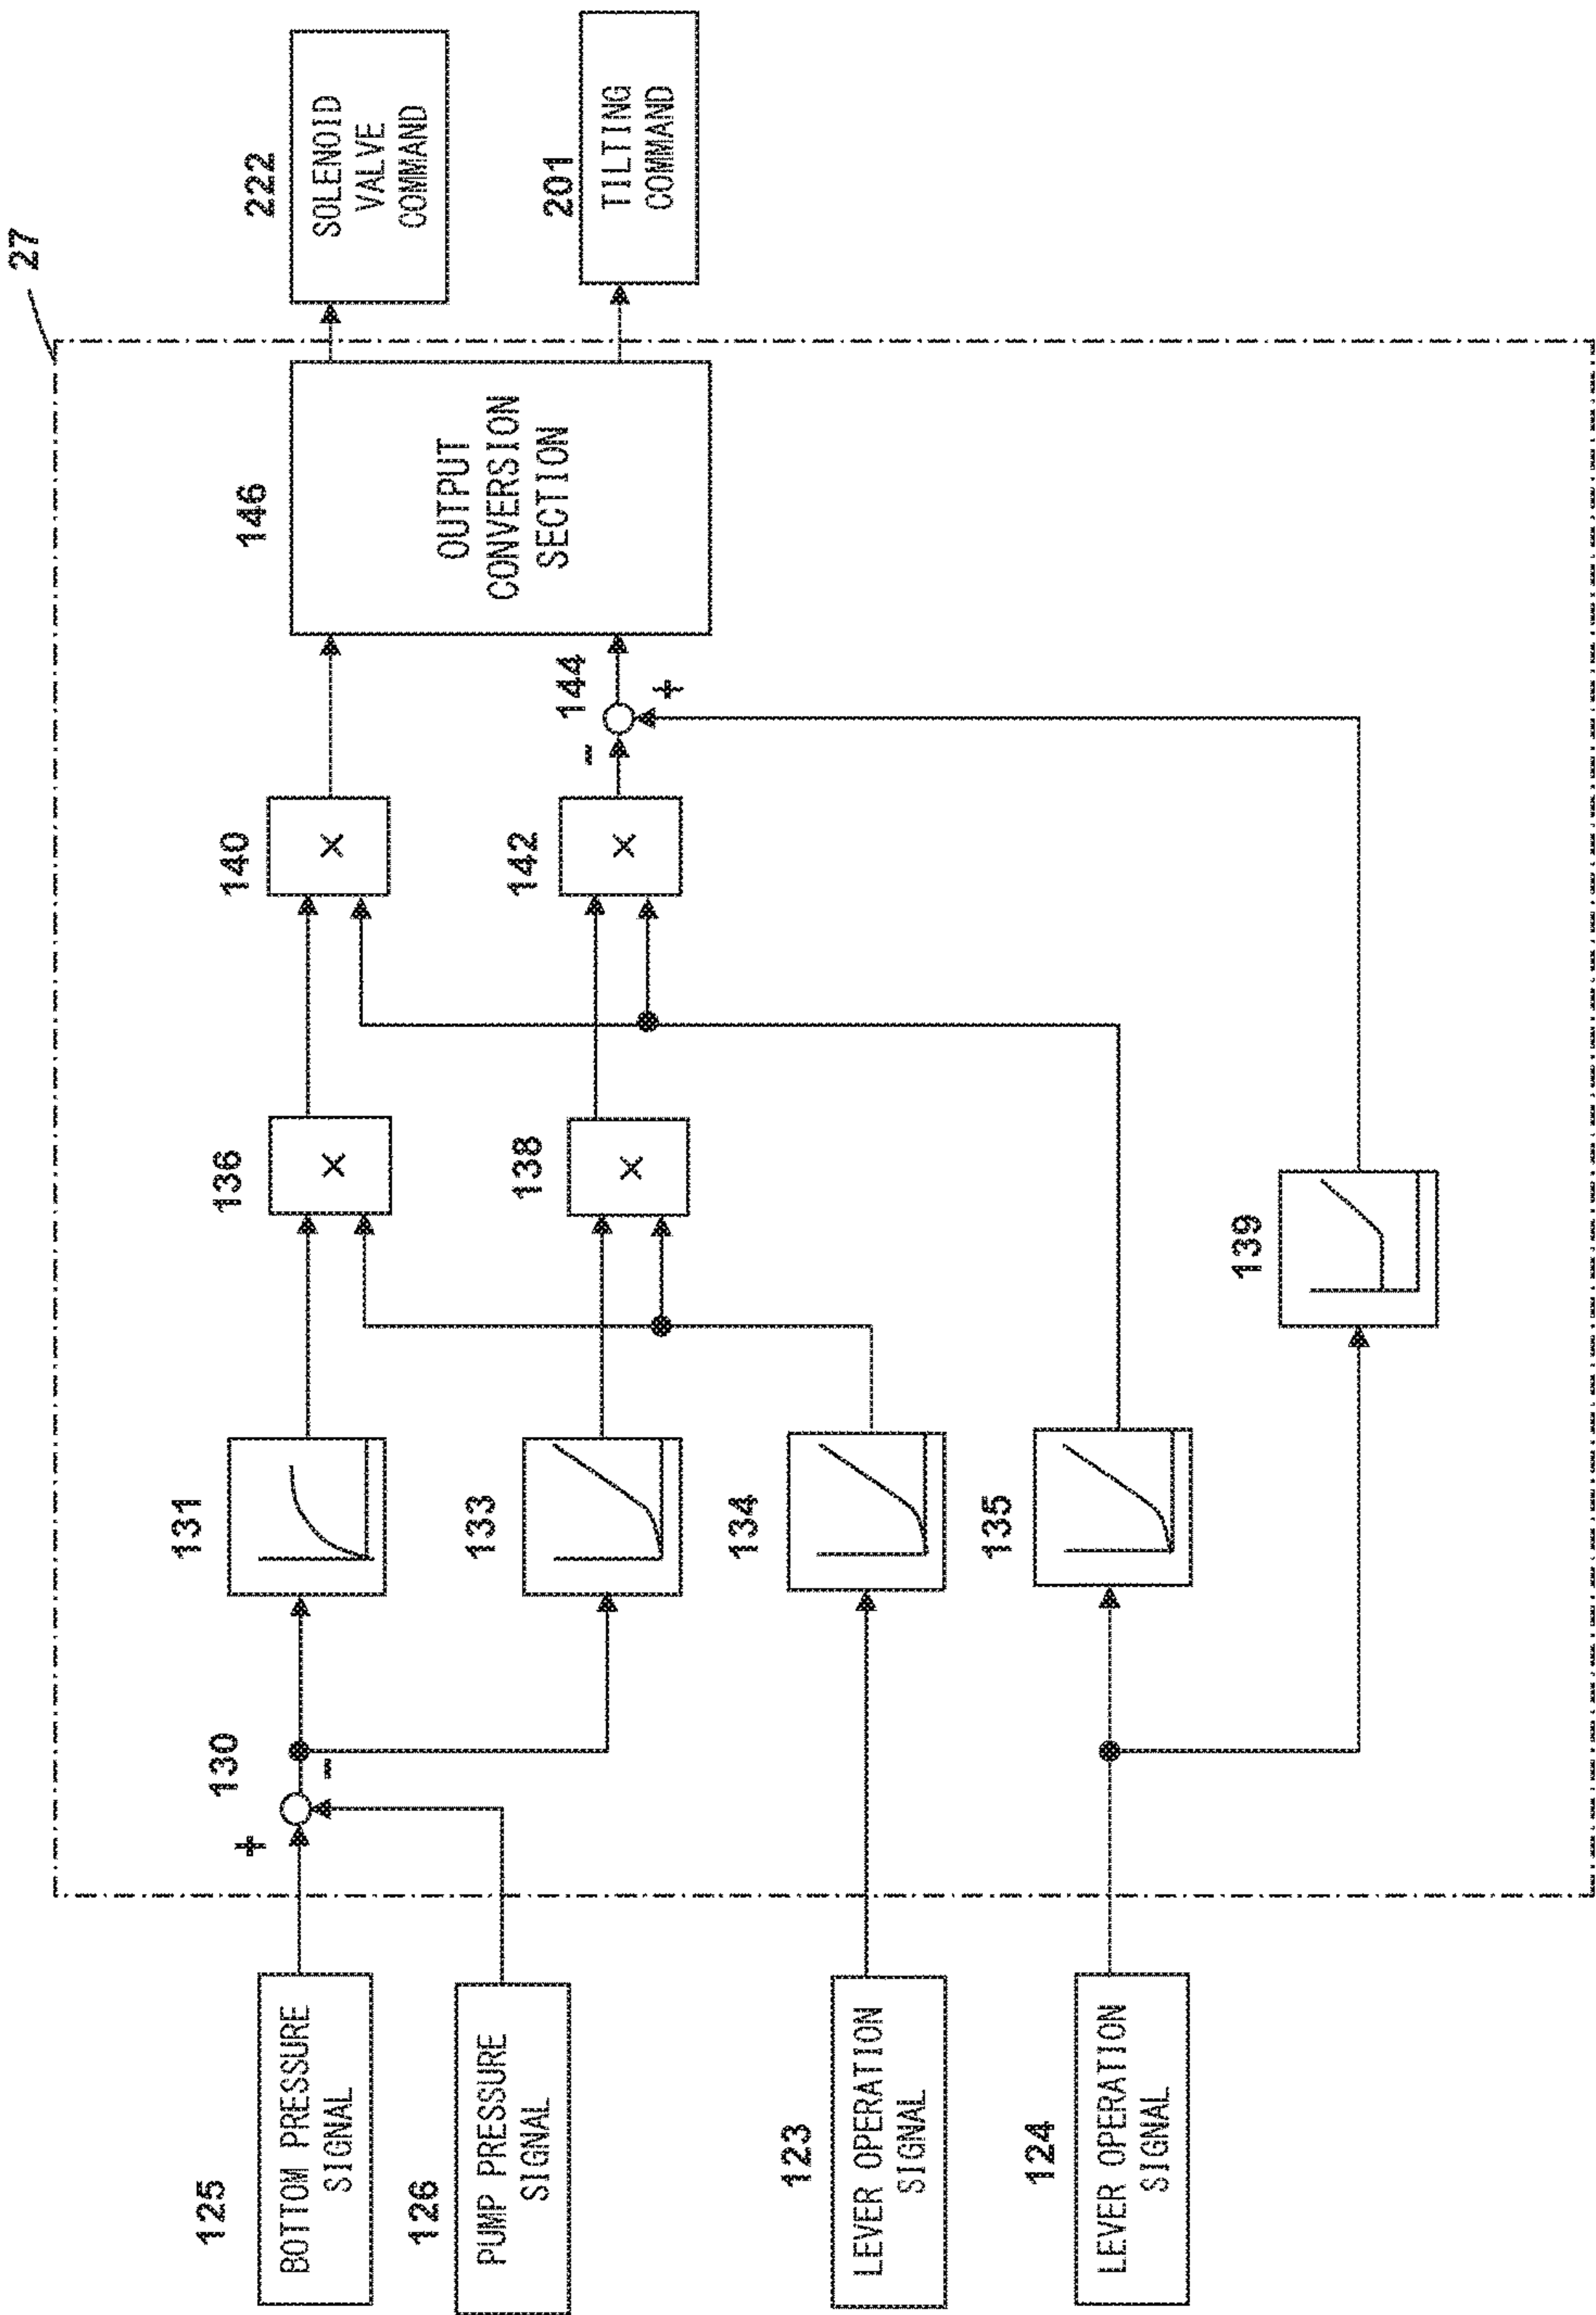 27
125
BOTTOM PRESSURE
SIGNAL
126
PUMP PRESSURE
SIGNAL
123
LEVER OPERATION
SIGNAL
124
LEVER OPERATION
SIGNAL
+
130
-
131
133
134
135
136
×
138
×
139
140
×
142
×
-
144
+
146
OUTPUT
CONVERSION
SECTION
222
SOLENOID
VALVE
COMMAND
201
TILTING
COMMAND